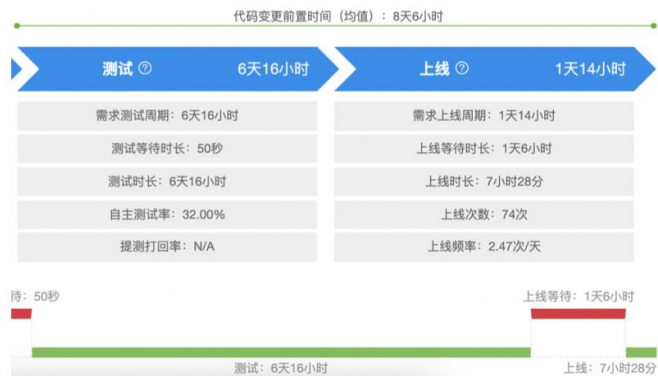 代码变更前置时间（均值）：8天6小时
测试 ? 6天16小时
上线 ? 1天14小时
需求测试周期：6天16小时
需求上线周期：1天14小时
测试等待时长：50秒
上线等待时长：1天6小时
测试时长：6天16小时
上线时长：7小时28分
自主测试率：32.00%
上线次数：74次
提测打回率：N/A
上线频率：2.47次/天
待：50秒
上线等待：1天6小时
测试：6天16小时
上线：7小时28分